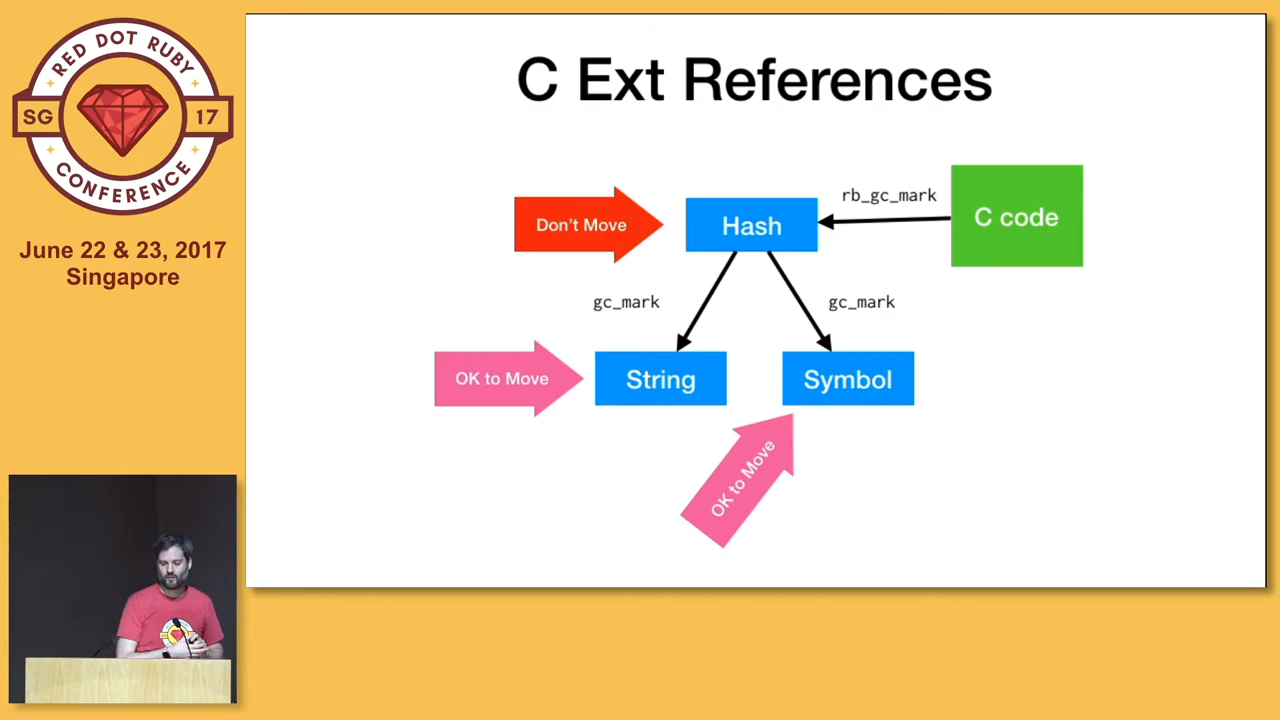 RED DOT RUBY
SG 17
CONFERENCE
June 22 & 23, 2017
Singapore
C Ext References
Don't Move
Hash
rb_gc_mark
C code
gc_mark
gc_mark
OK to Move
String
Symbol
OK to Move